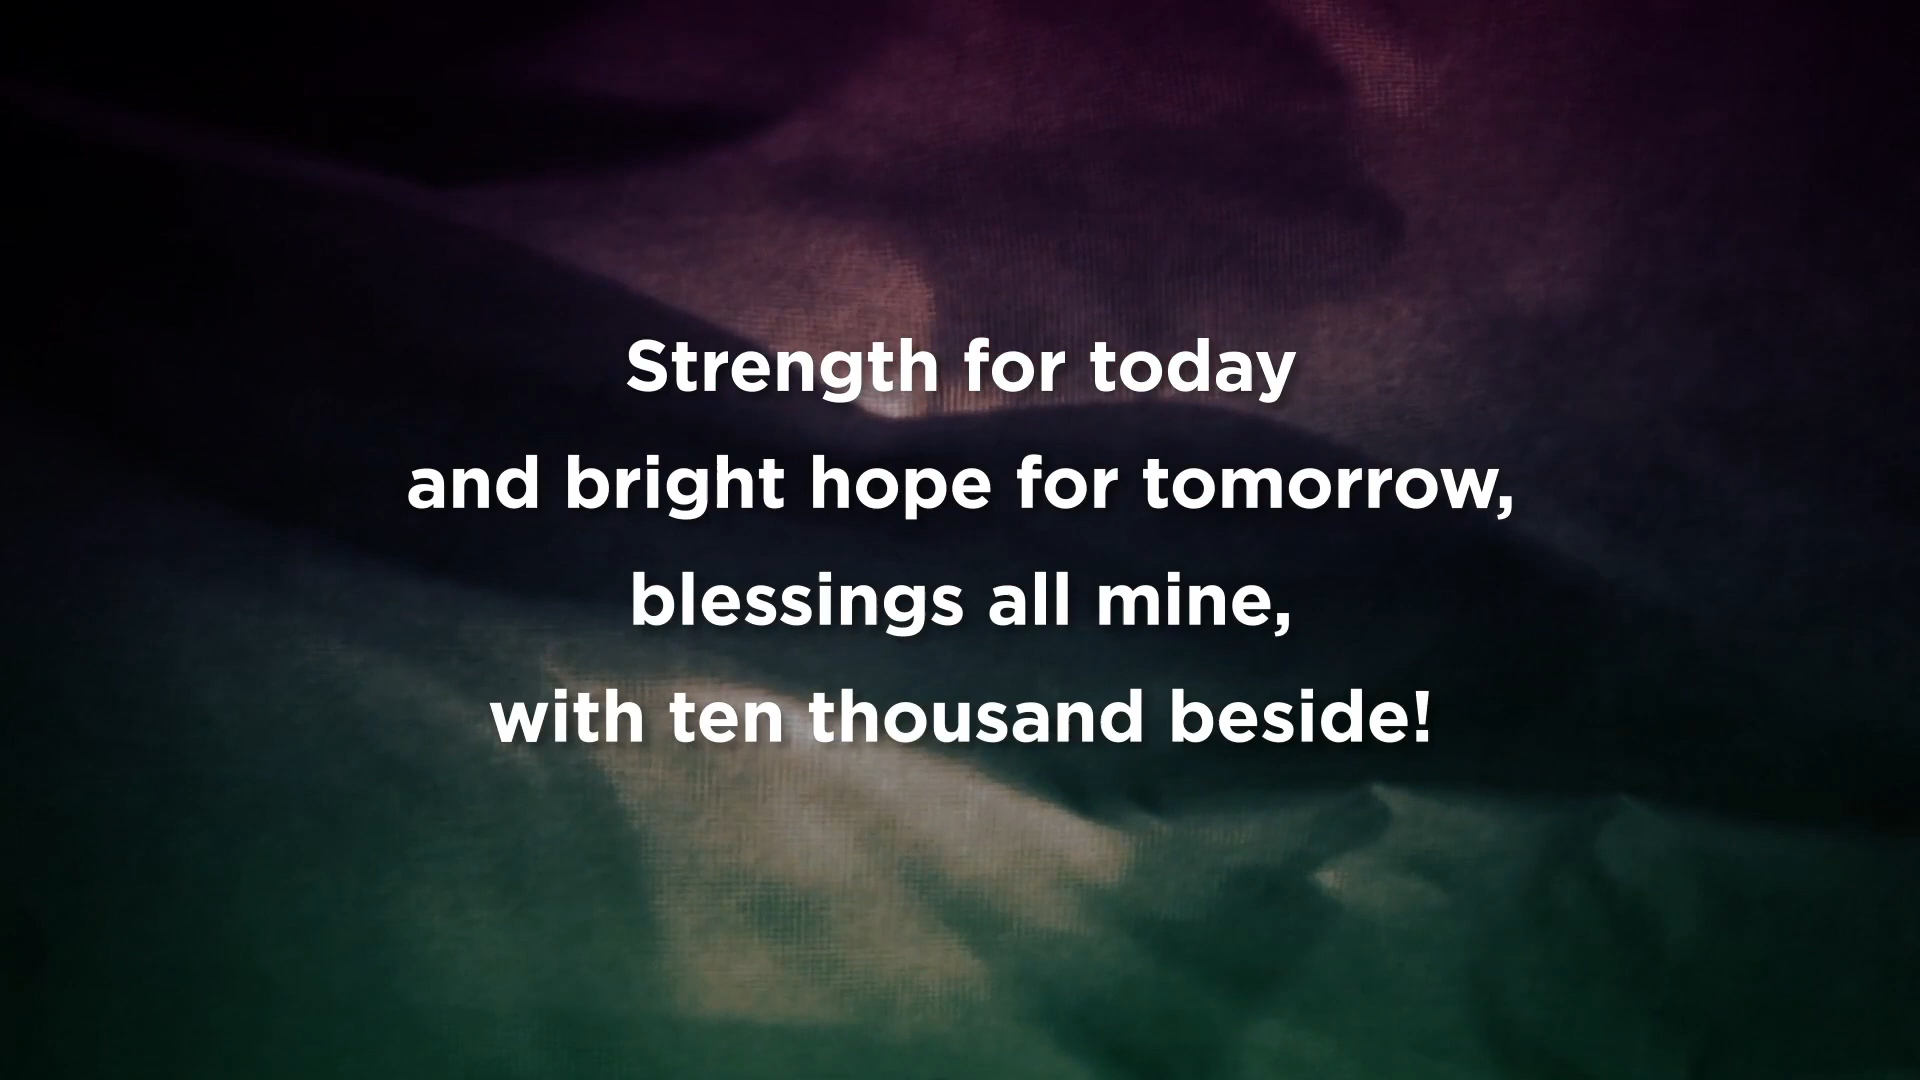 Strength for today
and bright hope for tomorrow,
blessings all mine,
with ten thousand beside!